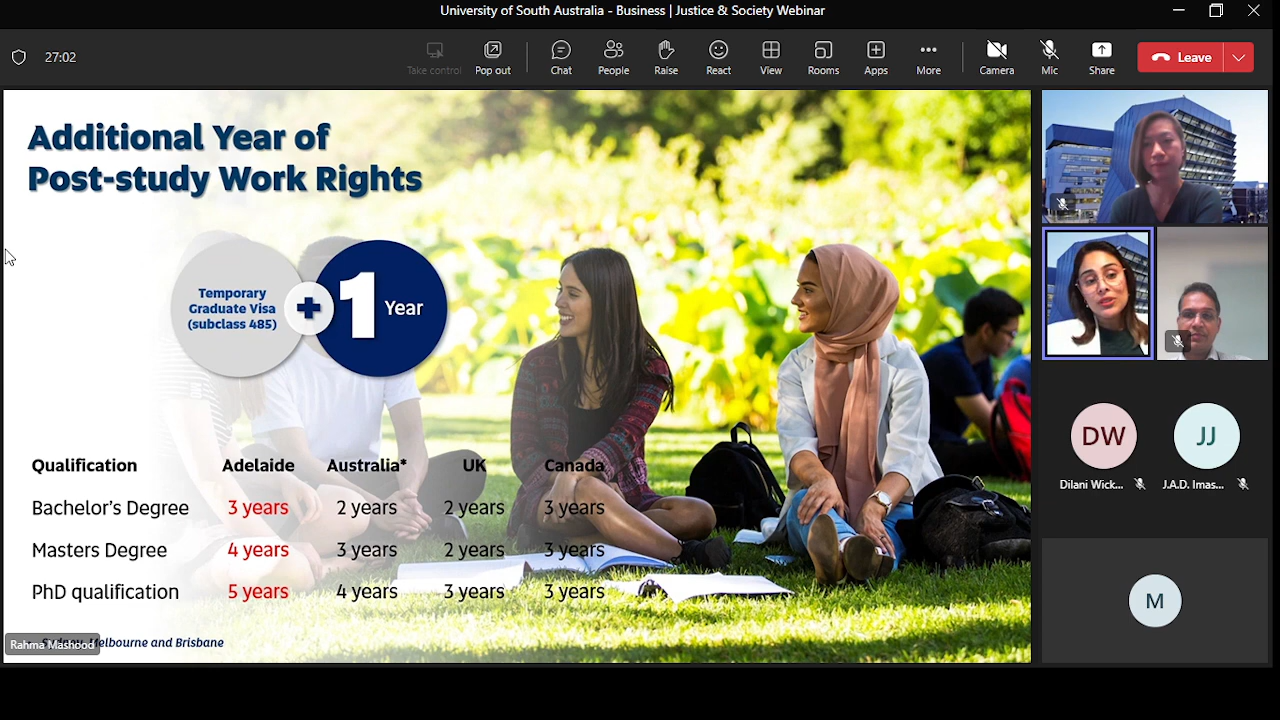 University of South Australia - Business | Justice & Society Webinar
27:02
Take control
Pop out
Chat
People
Raise
React
View
Rooms
Apps
More
Camera
Mic
Share
Leave
Additional Year of
Post-study Work Rights
Temporary
Graduate Visa
(subclass 485)
1 Year
Qualification Adelaide Australia* UK Canada
Bachelor's Degree 3 years 2 years 2 years 3 years
Masters Degree 4 years 3 years 2 years 3 years
PhD qualification 5 years 4 years 3 years 3 years
Melbourne and Brisbane
Rahma Mashood
DW
JJ
Dilani Wick...
J.A.D. Imas...
M